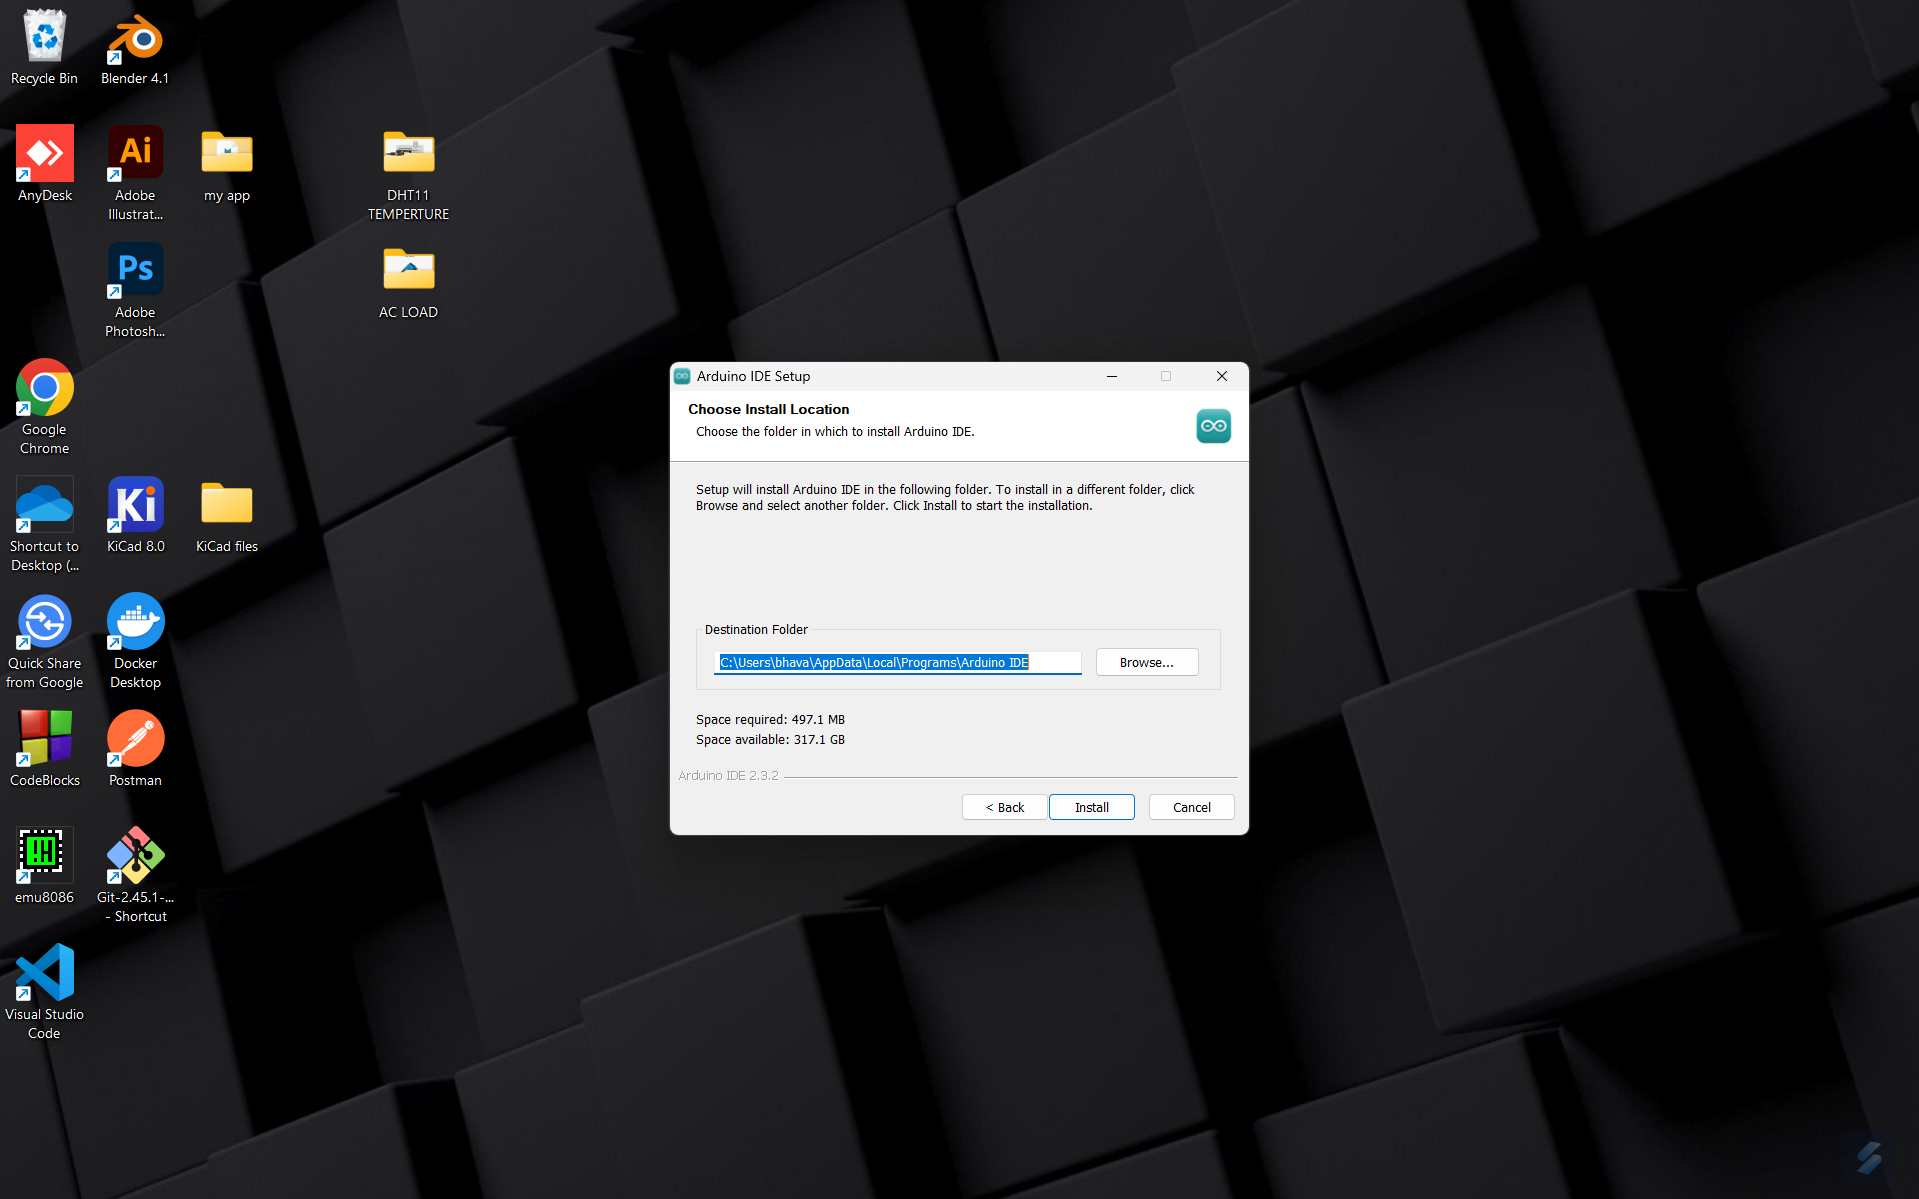 Recycle Bin
Blender 4.1
AnyDesk
Ai
Adobe
Illustrat...
my app
DHT11
TEMPERTURE
Ps
Adobe
Photosh...
AC LOAD
Google
Chrome
Shortcut to
Desktop (...
Ki
KiCad 8.0
KiCad files
Quick Share
from Google
Docker
Desktop
CodeBlocks
Postman
emu8086
Git-2.45.1-...
- Shortcut
Visual Studio
Code
Arduino IDE Setup
Choose Install Location
Choose the folder in which to install Arduino IDE.
Setup will install Arduino IDE in the following folder. To install in a different folder, click
Browse and select another folder. Click Install to start the installation.
Destination Folder
C:\Users\bhava\AppData\Local\Programs\Arduino IDE
Browse...
Space required: 497.1 MB
Space available: 317.1 GB
Arduino IDE 2.3.2
< Back
Install
Cancel